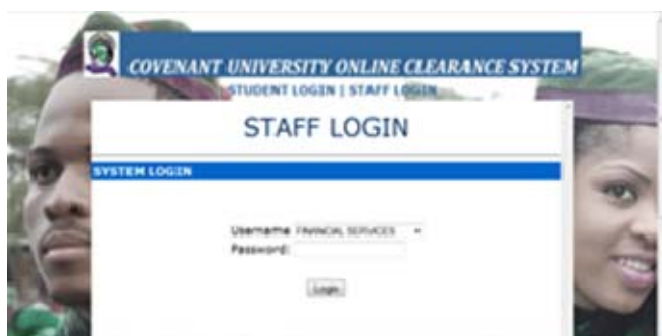 COVENANT UNIVERSITY ONLINE CLEARANCE SYSTEM
STUDENT LOGIN | STAFF LOGIN
STAFF LOGIN
SYSTEM LOGIN
Username FINANCIAL SERVICES
Password:
Login